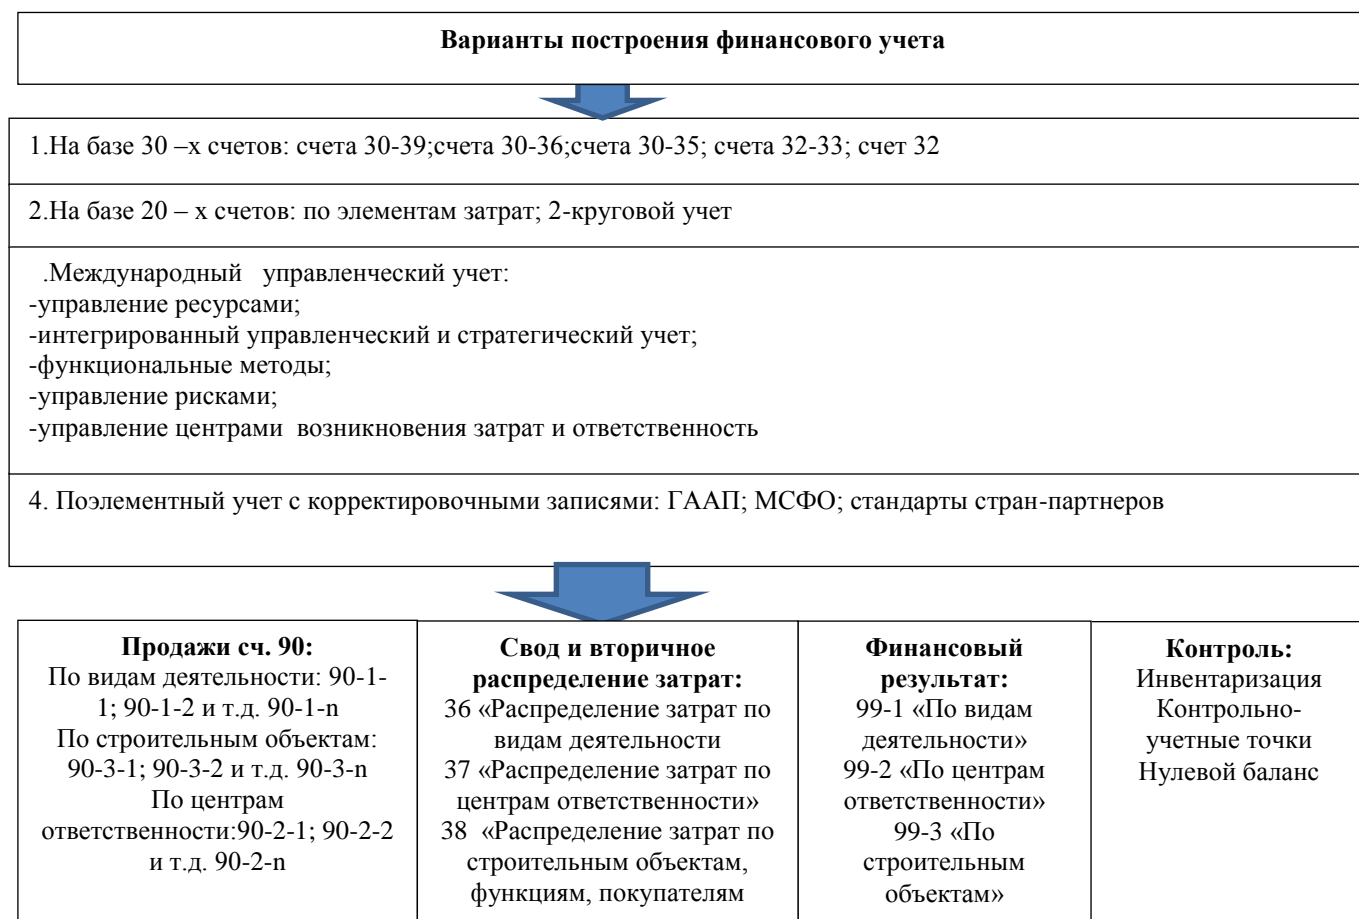 Варианты построения финансового учета
1.На базе 30 –х счетов: счета 30-39;счета 30-36;счета 30-35; счета 32-33; счет 32
2.На базе 20 – х счетов: по элементам затрат; 2-круговой учет
.Международный управленческий учет:
-управление ресурсами;
-интегрированный управленческий и стратегический учет;
-функциональные методы;
-управление рисками;
-управление центрами возникновения затрат и ответственность
4. Поэлементный учет с корректировочными записями: ГААП; МСФО; стандарты стран-партнеров
Продажи сч. 90:
По видам деятельности: 90-1-
1; 90-1-2 и т.д. 90-1-n
По строительным объектам:
90-3-1; 90-3-2 и т.д. 90-3-n
По центрам
ответственности:90-2-1; 90-2-2
и т.д. 90-2-n
Свод и вторичное
распределение затрат:
36 «Распределение затрат по
видам деятельности
37 «Распределение затрат по
центрам ответственности»
38 «Распределение затрат по
строительным объектам,
функциям, покупателям
Финансовый
результат:
99-1 «По видам
деятельности»
99-2 «По центрам
ответственности»
99-3 «По
строительным
объектам»
Контроль:
Инвентаризация
Контрольно-
учетные точки
Нулевой баланс